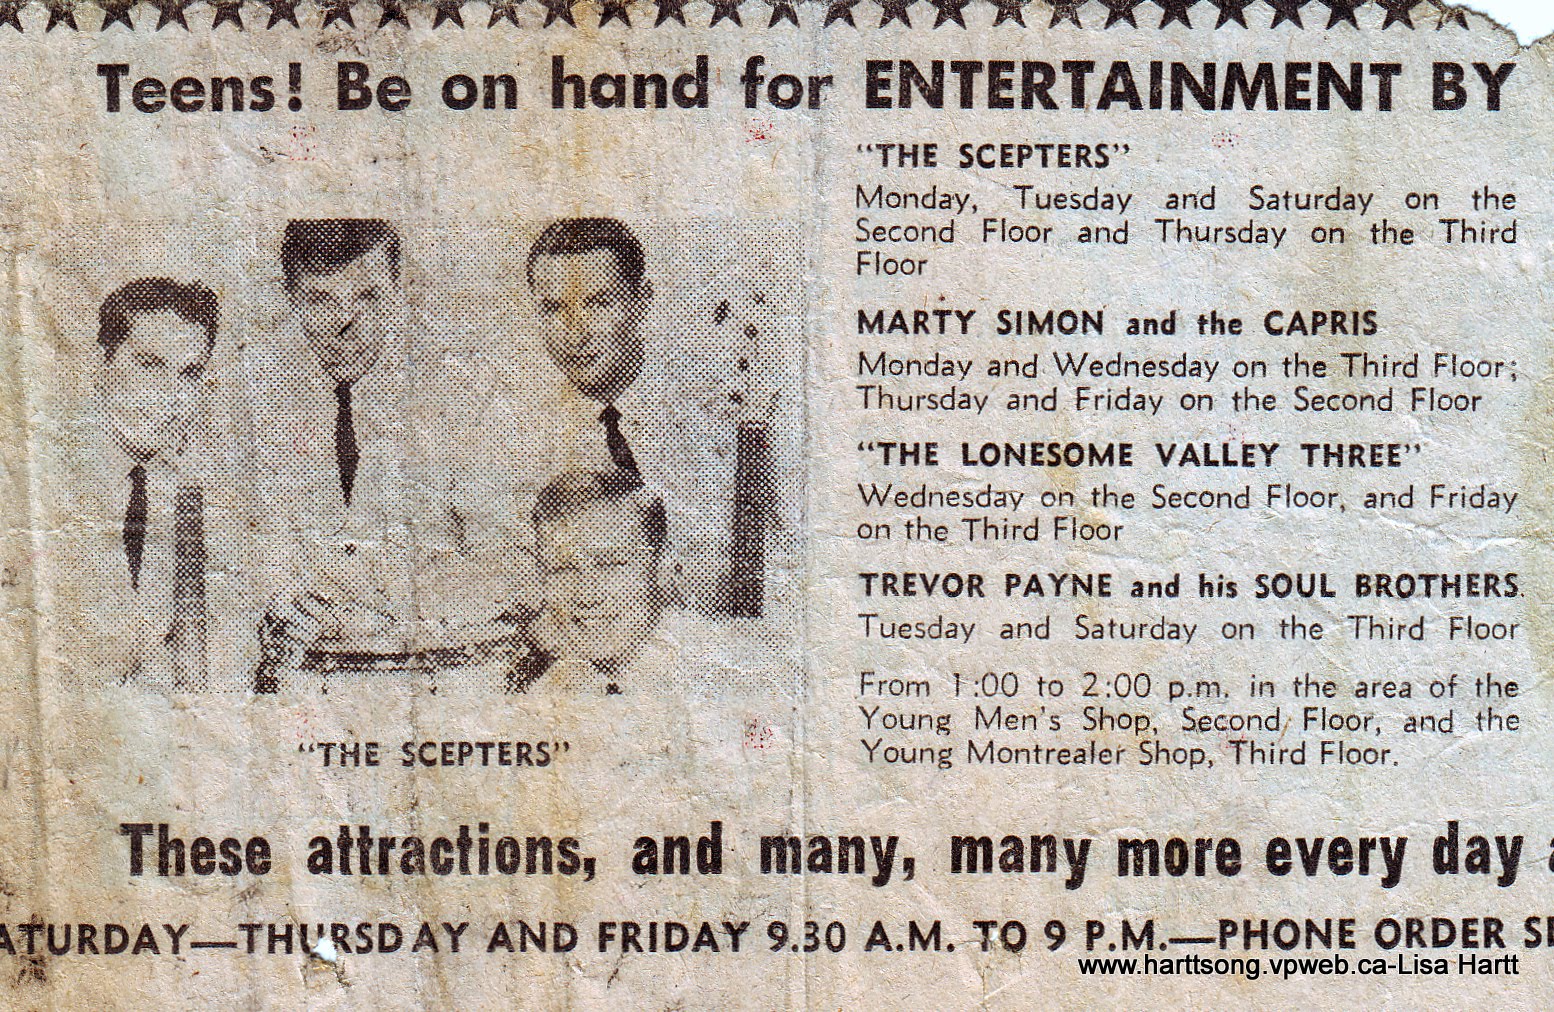 Teens! Be on hand for ENTERTAINMENT BY
"THE SCEPTERS"
Monday, Tuesday and Saturday on the
Second Floor and Thursday on the Third
Floor
MARTY SIMON and the CAPRIS
Monday and Wednesday on the Third Floor;
Thursday and Friday on the Second Floor
"THE LONESOME VALLEY THREE"
Wednesday on the Second Floor, and Friday
on the Third Floor
TREVOR PAYNE and his SOUL BROTHERS.
Tuesday and Saturday on the Third Floor
From 1:00 to 2:00 p.m. in the area of the
Young Men's Shop, Second Floor, and the
Young Montrealer Shop, Third Floor.
"THE SCEPTERS"
These attractions, and many, many more every day
ATURDAY—THURSDAY AND FRIDAY 9.30 A.M. TO 9 P.M.—PHONE ORDER
www.harttsong.vpweb.ca-Lisa Hartt